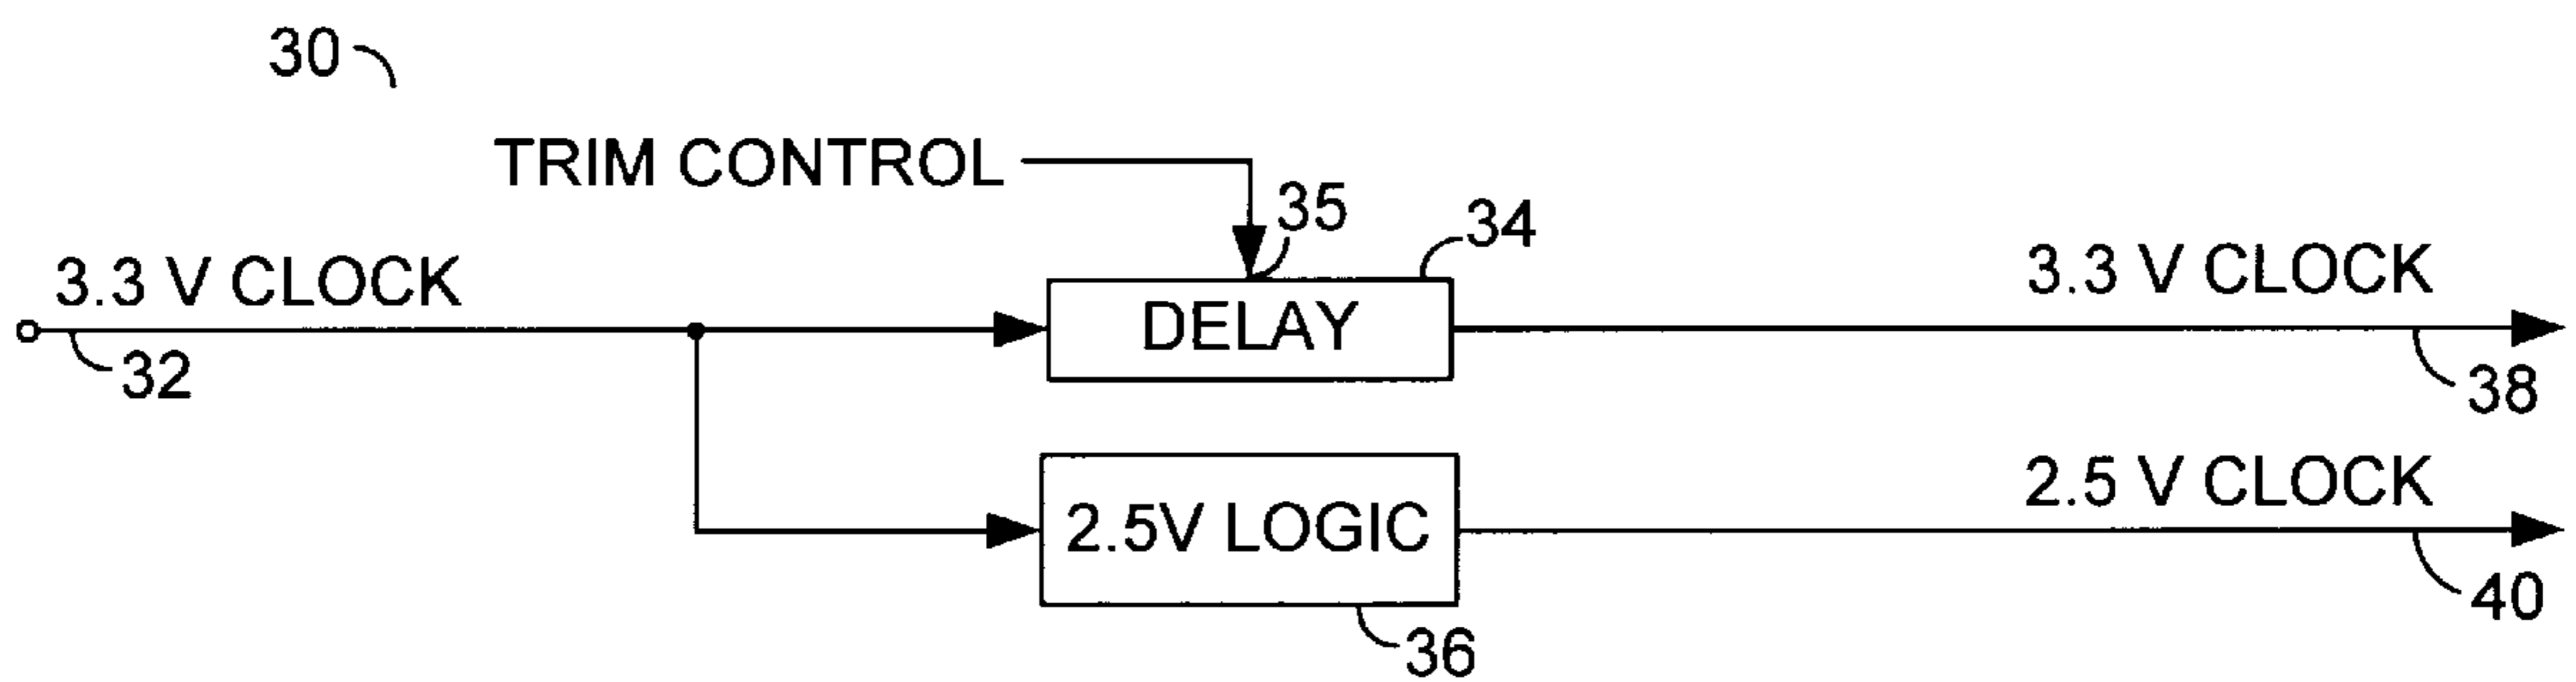 30
TRIM CONTROL
35
34
3.3 V CLOCK
3.3 V CLOCK
DELAY
32
38
2.5 V CLOCK
2.5V LOGIC
40
36